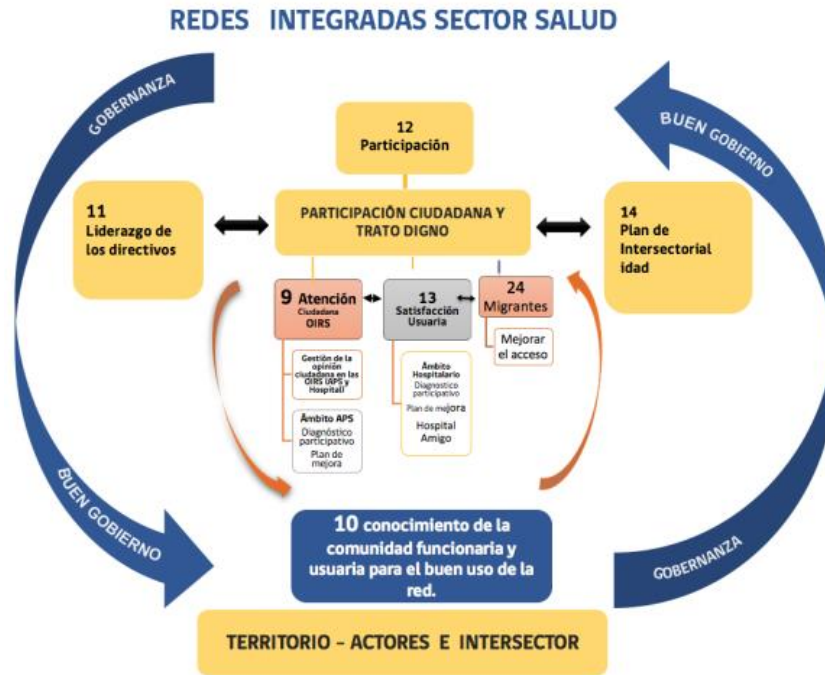 REDES INTEGRADAS SECTOR SALUD
GOBERNANZA
BUEN GOBIERNO
12
Participación
11
Liderazgo de
los directivos
PARTICIPACIÓN CIUDADANA Y
TRATO DIGNO
14
Plan de
Intersectorial
idad
9 Atención
Ciudadana
OIRS
13
Satisfacción
Usuaria
24
Migrantes
Gestión de la
opinión
ciudadana en las
OIRS (APS y
Hospital)
Ámbito APS
Diagnóstico
participativo
Plan de
mejora
Ámbito
Hospitalario
Diagnostico
participativo
Plan de mejora
Hospital
Amigo
Mejorar
el acceso
BUEN GOBIERNO
GOBERNANZA
10 conocimiento de la
comunidad funcionaria y
usuaria para el buen uso de la
red.
TERRITORIO – ACTORES E INTERSECTOR